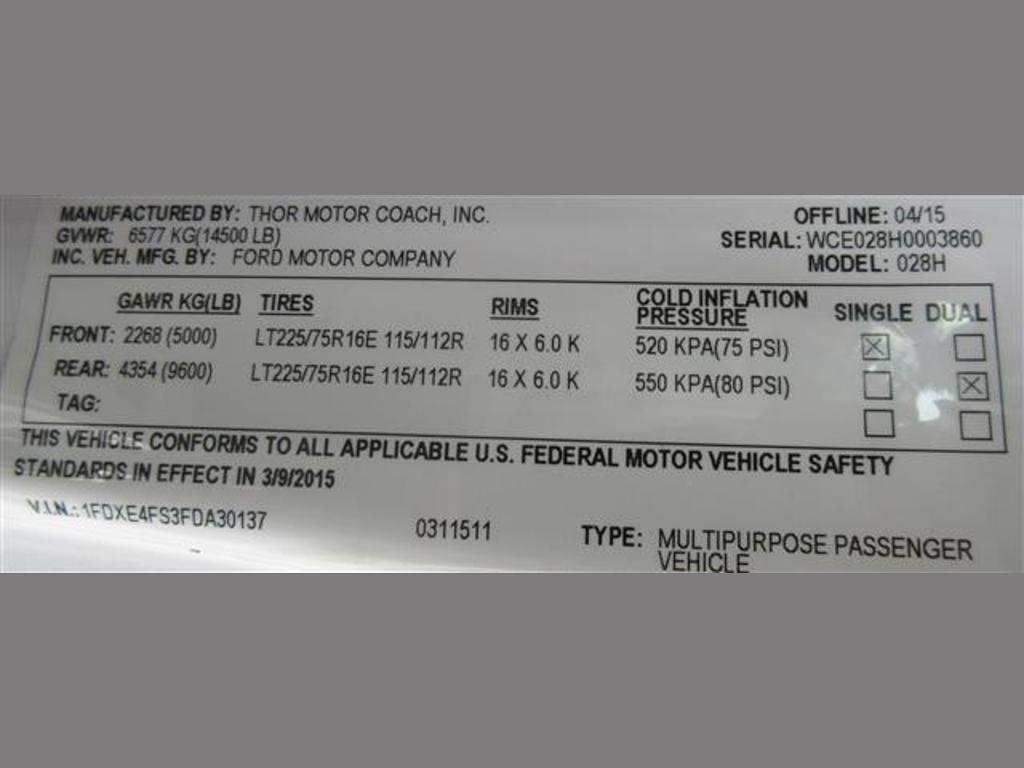 MANUFACTURED BY: THOR MOTOR COACH, INC. OFFLINE: 04/15
GVWR: 6577 KG(14500 LB) SERIAL: WCE028H0003860
INC. VEH. MFG. BY: FORD MOTOR COMPANY MODEL: 028H
GAWR KG(LB) TIRES RIMS COLD INFLATION PRESSURE SINGLE DUAL
FRONT: 2268 (5000) LT225/75R16E 115/112R 16 X 6.0 K 520 KPA(75 PSI)
REAR: 4354 (9600) LT225/75R16E 115/112R 16 X 6.0 K 550 KPA(80 PSI)
TAG:
THIS VEHICLE CONFORMS TO ALL APPLICABLE U.S. FEDERAL MOTOR VEHICLE SAFETY
STANDARDS IN EFFECT IN 3/9/2015
V.I.N.: 1FDXE4FS3FDA30137 0311511 TYPE: MULTIPURPOSE PASSENGER
VEHICLE